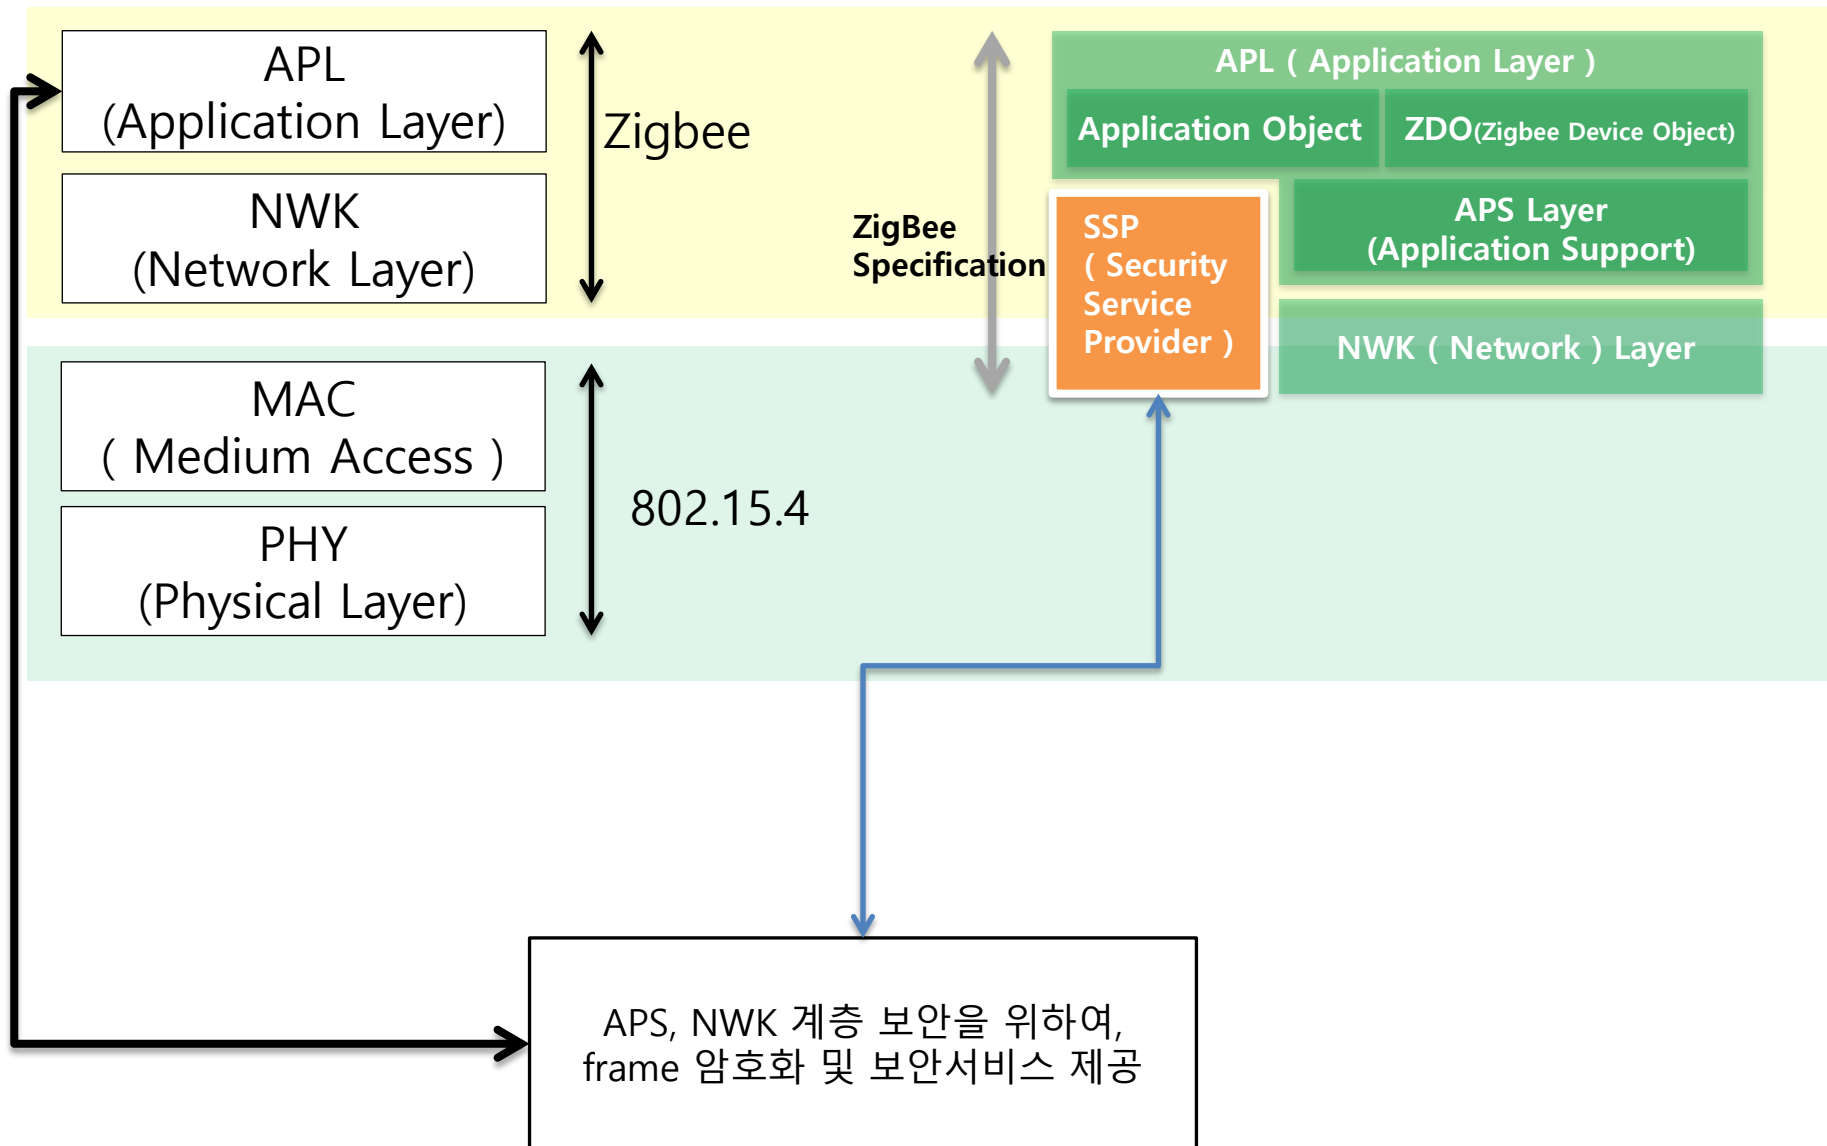 APL
(Application Layer)
NWK
(Network Layer)
Zigbee
MAC
( Medium Access )
PHY
(Physical Layer)
802.15.4
ZigBee
Specification
APL ( Application Layer )
Application Object
ZDO(Zigbee Device Object)
APS Layer
(Application Support)
SSP
( Security
Service
Provider )
NWK ( Network ) Layer
APS, NWK 계층 보안을 위하여,
frame 암호화 및 보안서비스 제공